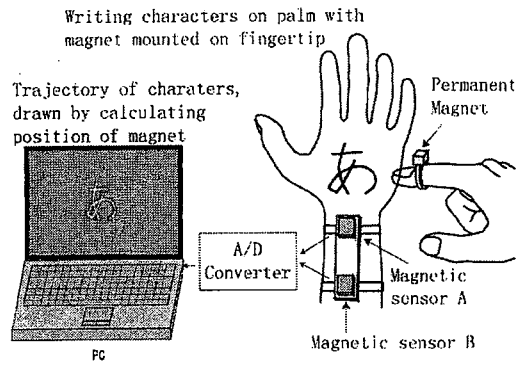 Writing characters on palm with
magnet mounted on fingertip
Trajectory of charaters,
drawn by calculating
position of magnet
Permanent
Magnet
あ
あ
A/D
Converter
Magnetic
sensor A
Magnetic sensor B
PC